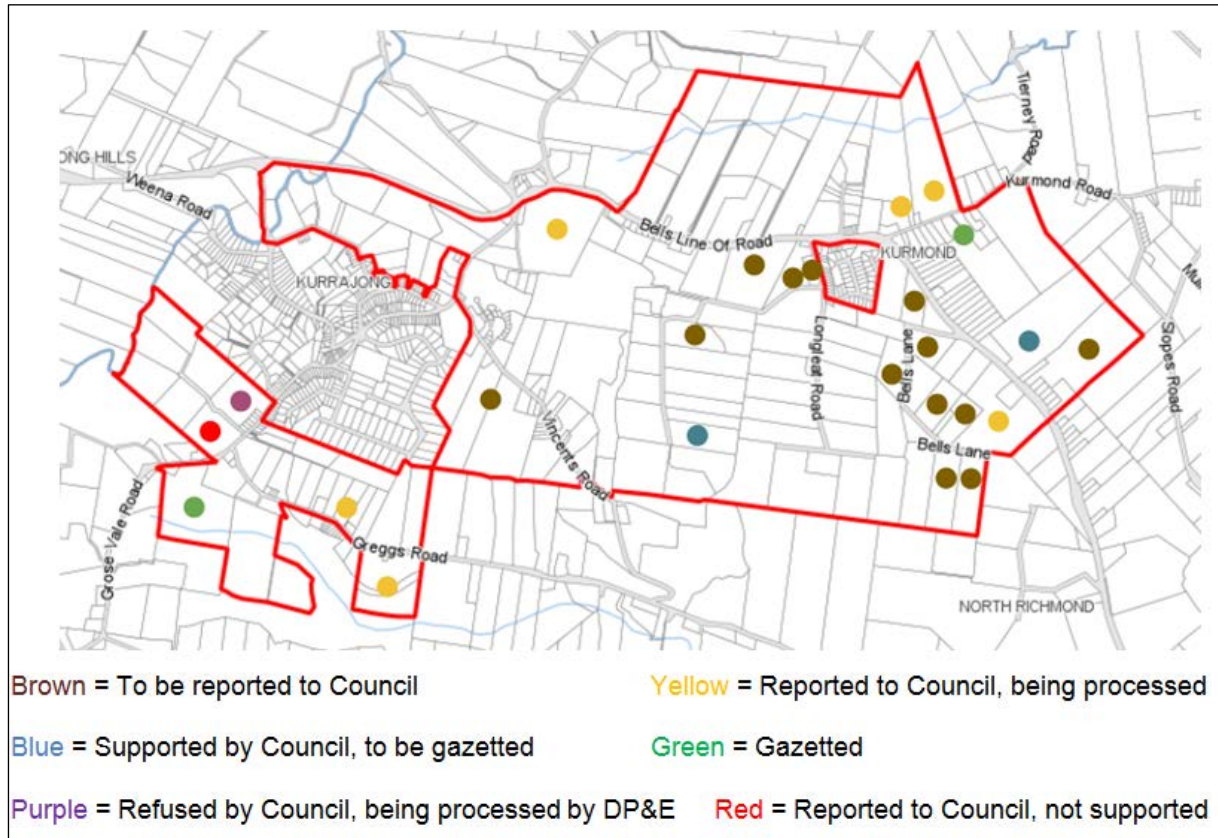 Tierney Road
ONG HILLS
Weena Road
Kurmond Road
Bells Line Of Road
KURMOND
KURRAJONG
Longleat Road
Bells Lane
Slopes Road
Vincents Road
Bells Lane
Grose Vale Road
Greggs Road
NORTH RICHMOND
Brown = To be reported to Council
Yellow = Reported to Council, being processed
Blue = Supported by Council, to be gazetted
Green = Gazetted
Purple = Refused by Council, being processed by DP&E
Red = Reported to Council, not supported